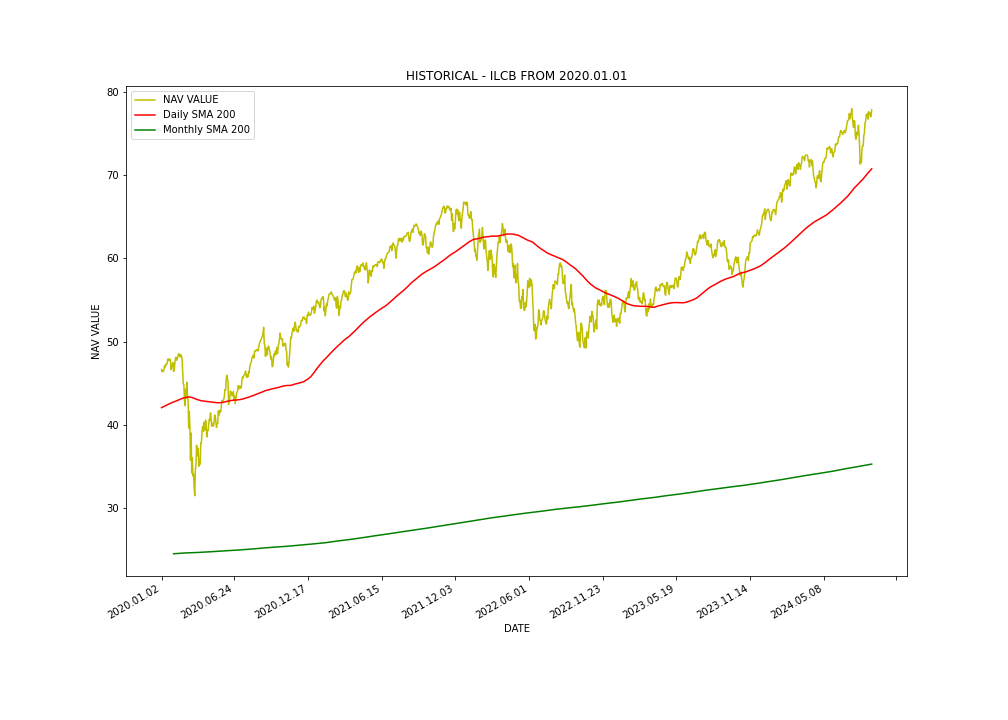 HISTORICAL - ILCB FROM 2020.01.01
NAV VALUE
Daily SMA 200
Monthly SMA 200
80
70
60
50
40
30
NAV VALUE
2020.01.02
2020.06.24
2020.12.17
2021.06.15
2021.12.03
2022.06.01
2022.11.23
2023.05.19
2023.11.14
2024.05.08
DATE